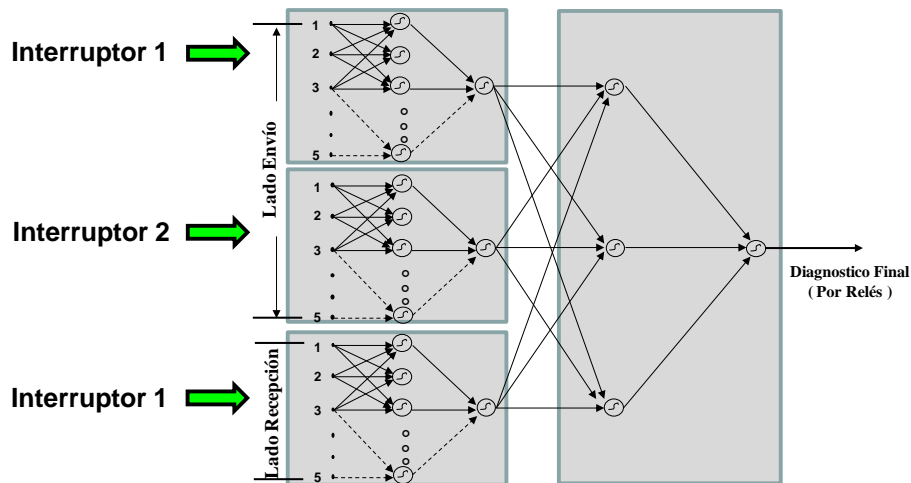 Interruptor 1
Lado Envío
1
2
3
5
Interruptor 2
1
2
3
5
Interruptor 1
Lado Recepción
1
2
3
5
Diagnostico Final
( Por Relés )